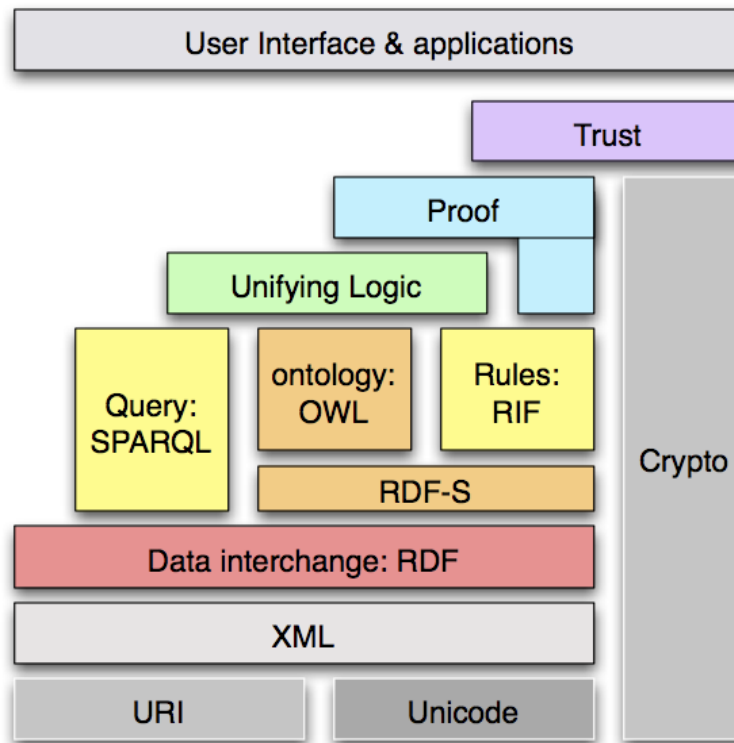 User Interface & applications
Trust
Proof
Unifying Logic
Query:
SPARQL
ontology:
OWL
Rules:
RIF
Crypto
RDF-S
Data interchange: RDF
XML
URI
Unicode